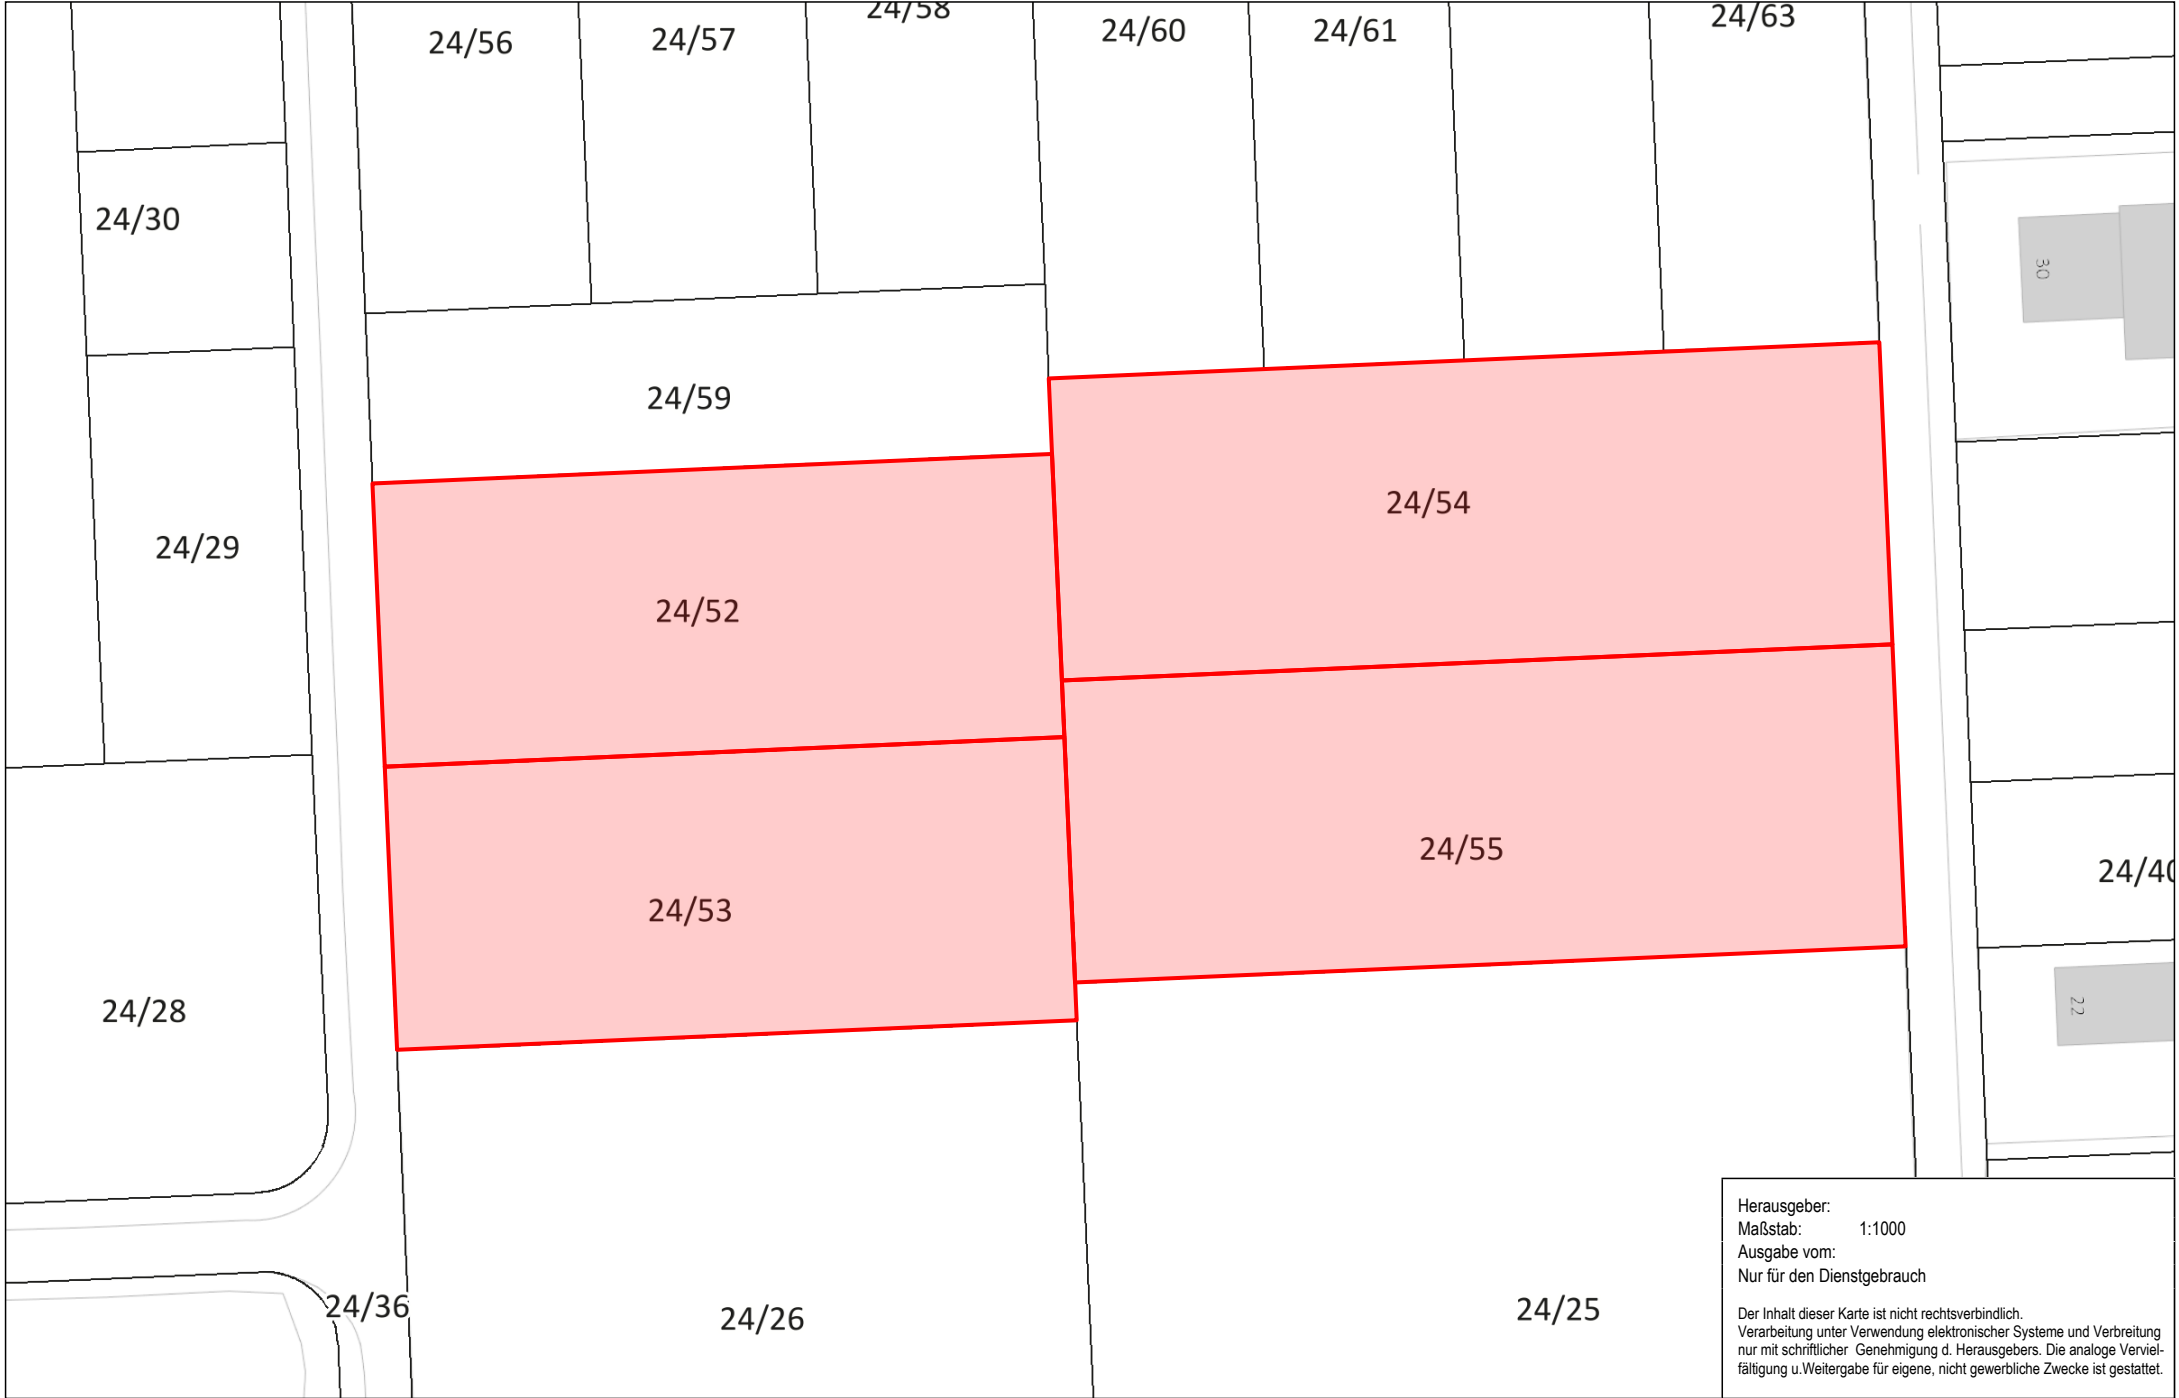 24/58
24/63
24/56
24/57
24/60
24/61
24/30
30
24/59
24/54
24/29
24/52
24/55
24/40
24/53
22
24/28
24/36
24/26
24/25
Herausgeber:
Maßstab: 1:1000
Ausgabe vom:
Nur für den Dienstgebrauch
Der Inhalt dieser Karte ist nicht rechtsverbindlich.
Verarbeitung unter Verwendung elektronischer Systeme und Verbreitung
nur mit schriftlicher Genehmigung d. Herausgebers. Die analoge Verviel-
fältigung u.Weitergabe für eigene, nicht gewerbliche Zwecke ist gestattet.